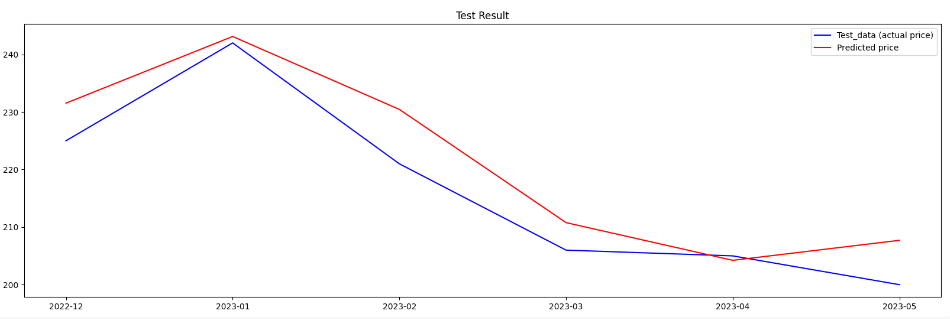 Test Result
Test_data (actual price)
Predicted price
240
230
220
210
200
2022-12 2023-01 2023-02 2023-03 2023-04 2023-05